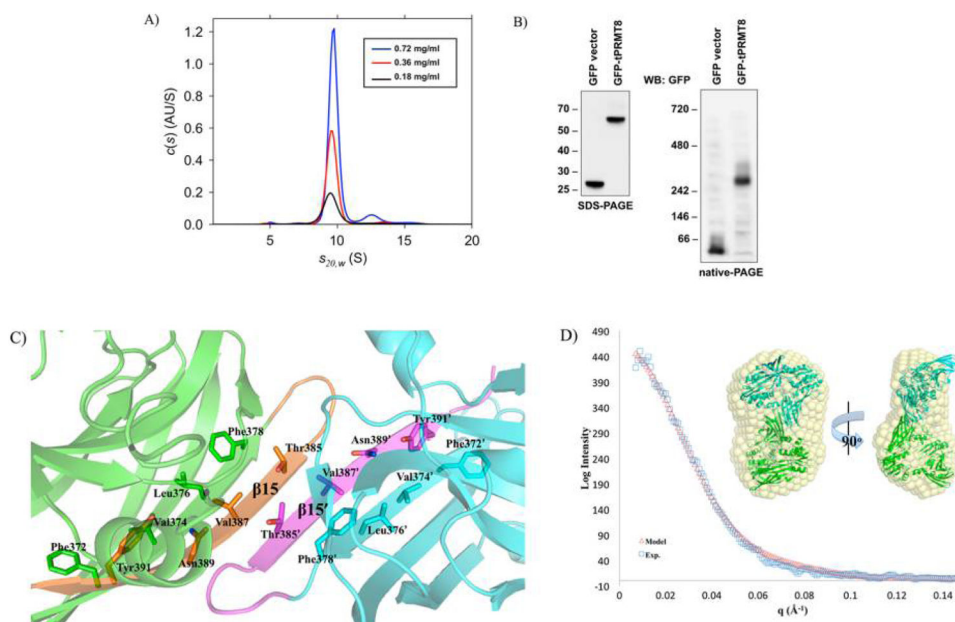 A)
1.2
1.0
0.8
0.6
0.4
0.2
0.0
c(s) (AU/S)
0.72 mg/ml
0.36 mg/ml
0.18 mg/ml
5 10 15 20
s20,w (S)
B)
GFP vector
GFP-tPRMT8
WB: GFP
GFP vector
GFP-tPRMT8
70
50
40
30
25
SDS-PAGE
720
480
242
146
66
native-PAGE
C)
Phe378
Thr385
β15
Leu376
Val374
Val387
Phe372
Tyr391
Asn389
Tyr391'
Asn389'
Phe372'
Val387'
Val374'
β15'
Thr385'
Leu376'
Phe378'
D)
490
440
390
340
290
240
190
140
90
40
-10
Log Intensity
90°
Model
Exp.
0 0.02 0.04 0.06 0.08 0.1 0.12 0.14
q (Å-1)